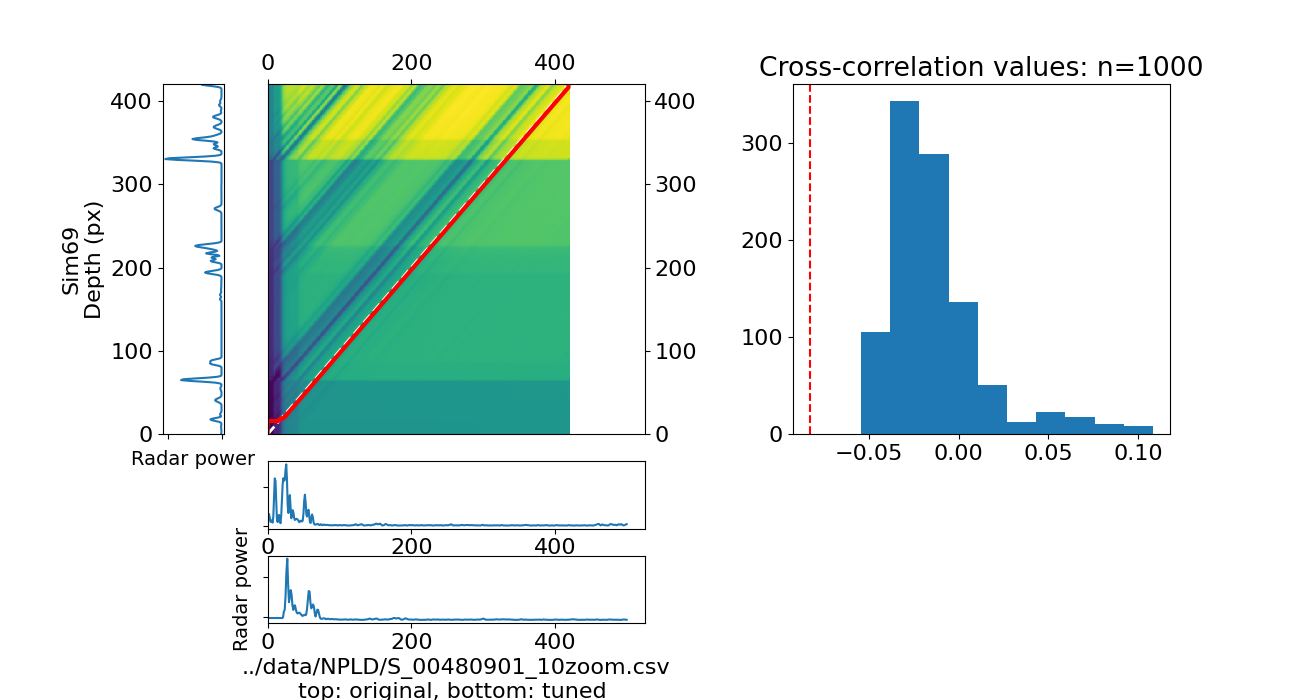 0 200 400
Cross-correlation values: n=1000
400 400
300 300
300
200 200
200
100 100
100
0 0
0
Sim69
Depth (px)
−0.05 0.00 0.05 0.10
Radar power
0 200 400
Radar power
0 200 400
../data/NPLD/S_00480901_10zoom.csv
top: original, bottom: tuned